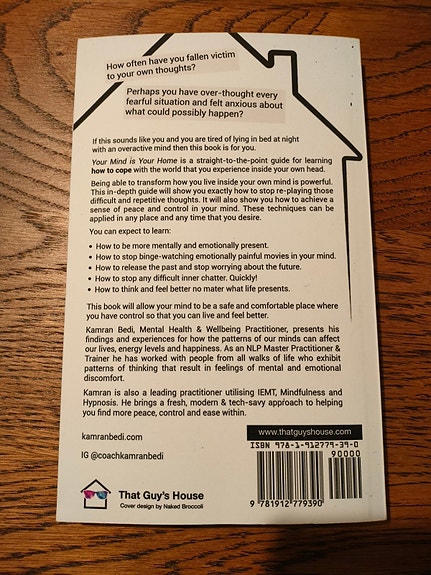 How often have you fallen victim
to your own thoughts?
Perhaps you have over-thought every
fearful situation and felt anxious about
what could possibly happen?
If this sounds like you and you are tired of lying in bed at night
with an overactive mind then this book is for you.
Your Mind is Your Home is a straight-to-the-point guide for learning
how to cope with the world that you experience inside your own head.
Being able to transform how you live inside your own mind is powerful.
This in-depth guide will show you exactly how to stop re-playing those
difficult and repetitive thoughts. It will also show you how to achieve a
sense of peace and control in your mind. These techniques can be
applied in any place and any time that you desire.
You can expect to learn:
• How to be more mentally and emotionally present.
• How to stop binge-watching emotionally painful movies in your mind.
• How to release the past and stop worrying about the future.
• How to stop any difficult inner chatter. Quickly!
• How to think and feel better no mater what life presents.
This book will allow your mind to be a safe and comfortable place where
you have control so that you can live and feel better.
Kamran Bedi, Mental Health & Wellbeing Practitioner, presents his
findings and experiences for how the patterns of our minds can affect
our lives, energy levels and happiness. As an NLP Master Practitioner &
Trainer he has worked with people from all walks of life who exhibit
patterns of thinking that result in feelings of mental and emotional
discomfort.
Kamran is also a leading practitioner utilising IEMT, Mindfulness and
Hypnosis. He brings a fresh, modern & tech-savy approach to helping
you find more peace, control and ease within.
kamranbedi.com
IG @coachkamranbedi
www.thatguyshouse.com
ISBN 978-1-912779-39-0
90000
9 781912 779390
That Guy's House
Cover design by Naked Broccoli